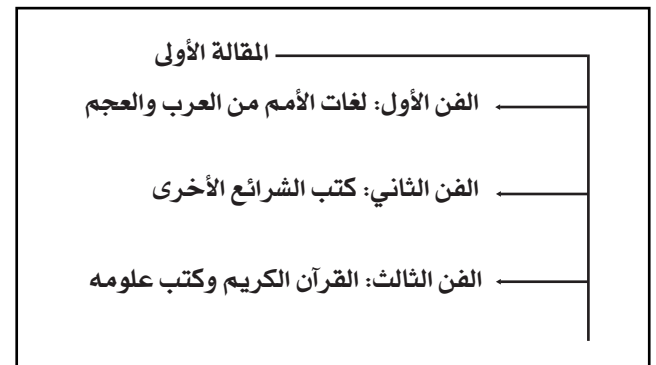 المقالة الأولى
الفن الأول: لغات الأمم من العرب والعجم
الفن الثاني: كتب الشرائع الأخرى
الفن الثالث: القرآن الكريم وكتب علومه